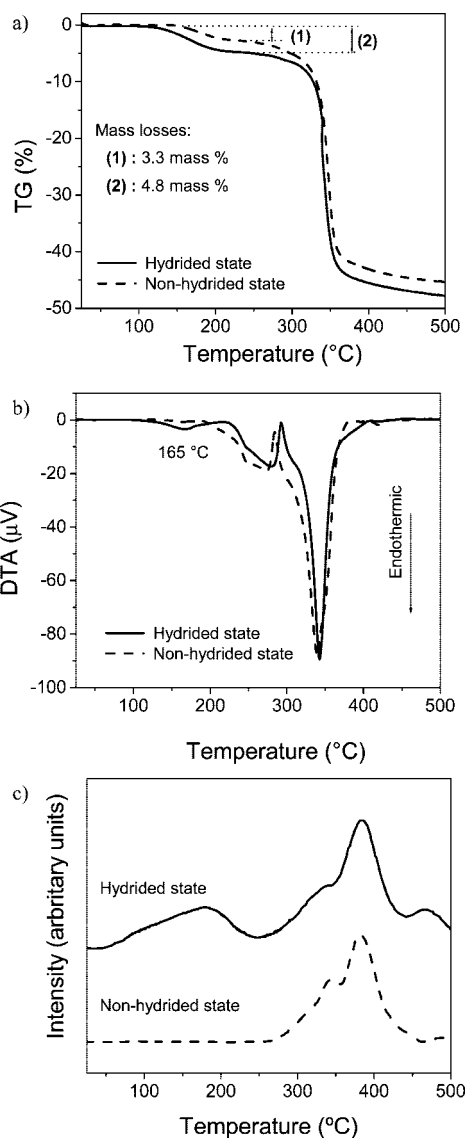 a)
0
-10
-20
-30
-40
-50
TG (%)
(1)
(2)
Mass losses:
(1) : 3.3 mass %
(2) : 4.8 mass %
Hydrided state
Non-hydrided state
100 200 300 400 500
Temperature (°C)
b)
0
-20
-40
-60
-80
-100
DTA (µV)
165 °C
Endothermic
Hydrided state
Non-hydrided state
100 200 300 400 500
Temperature (°C)
c)
Intensity (arbritary units)
Hydrided state
Non-hydrided state
100 200 300 400 500
Temperature (ºC)